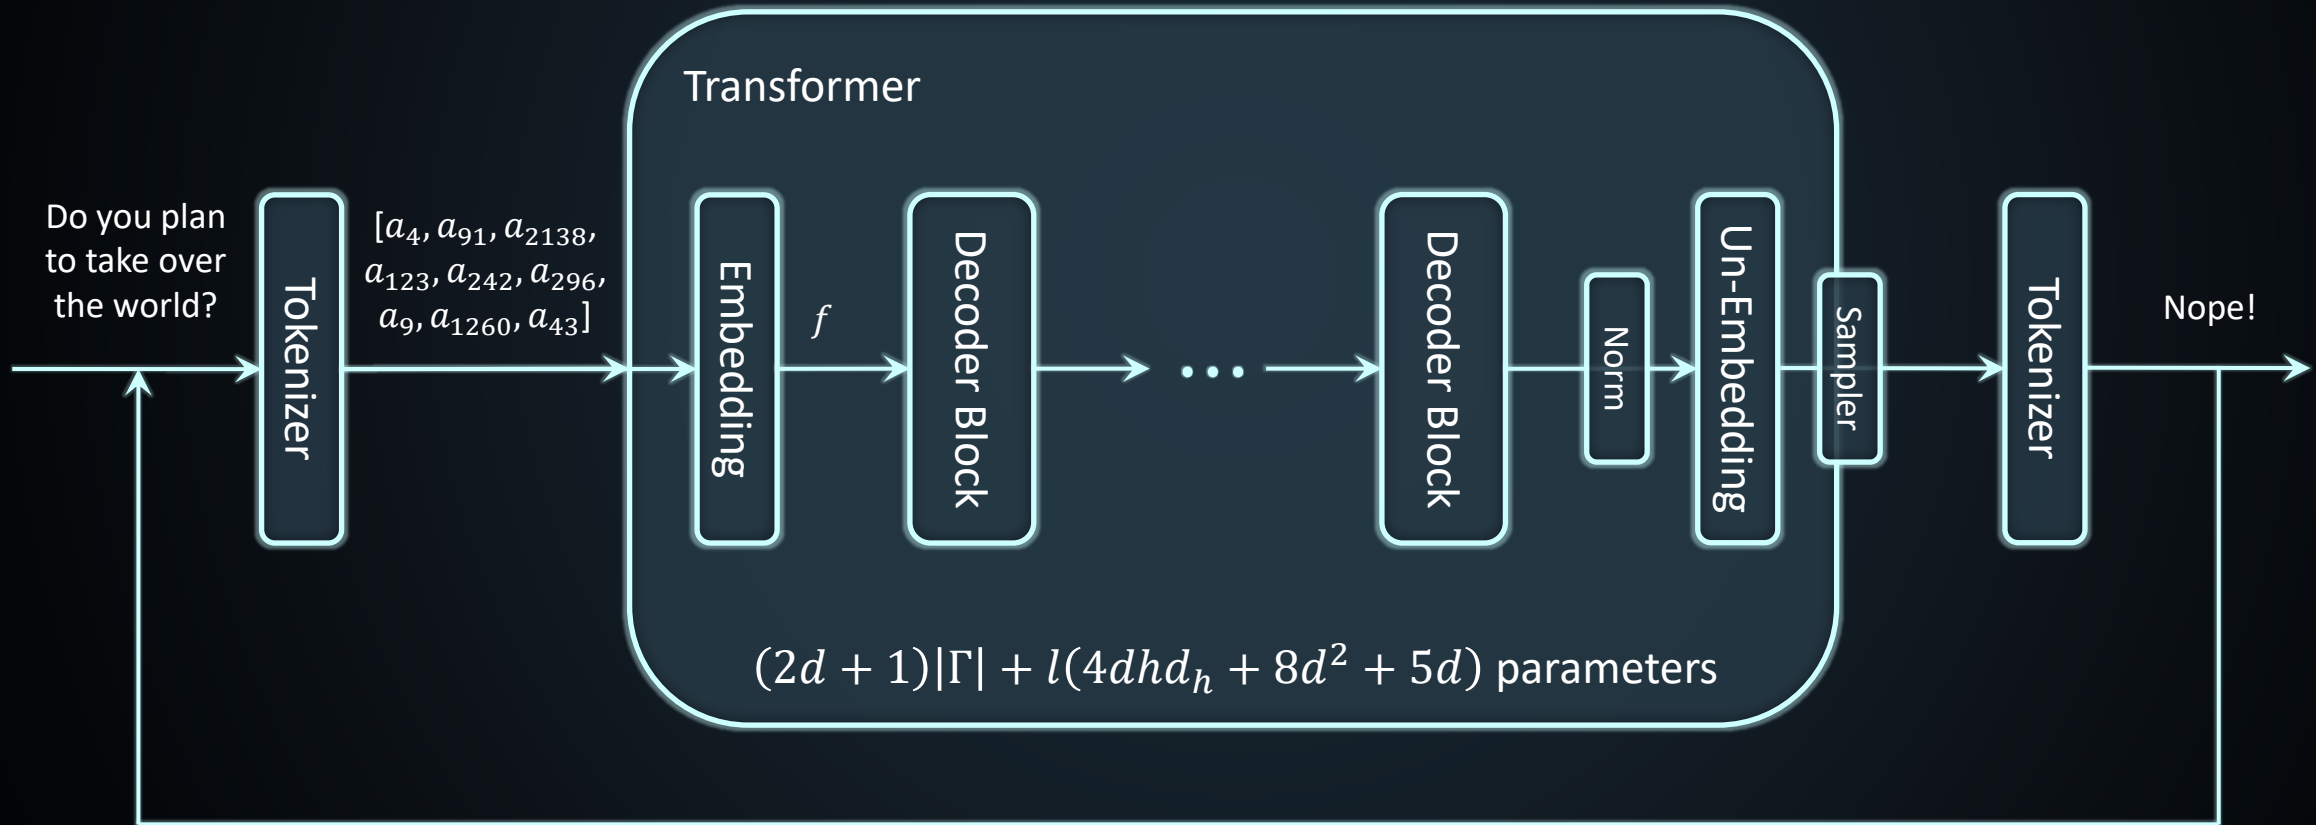 Transformer
Do you plan
to take over
the world?
Tokenizer
[a₄, a₉₁, a₂₁₃₈,
a₁₂₃, a₂₄₂, a₂₉₆,
a₉, a₁₂₆₀, a₄₃]
Embedding
f
Decoder Block
...
Decoder Block
Norm
Un-Embedding
Sampler
Tokenizer
Nope!
(2d + 1)|Γ| + l(4dhd_h + 8d² + 5d) parameters